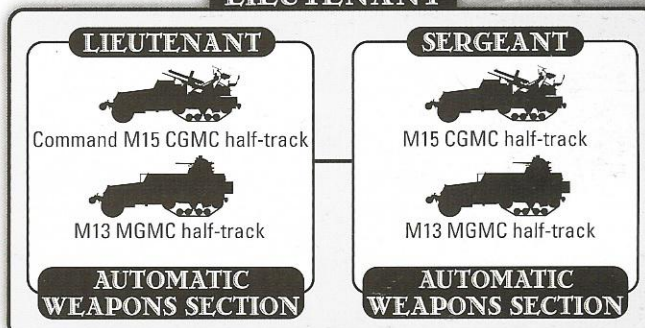 LIEUTENANT
LIEUTENANT
Command M15 CGMC half-track
M13 MGMC half-track
AUTOMATIC
WEAPONS SECTION
SERGEANT
M15 CGMC half-track
M13 MGMC half-track
AUTOMATIC
WEAPONS SECTION